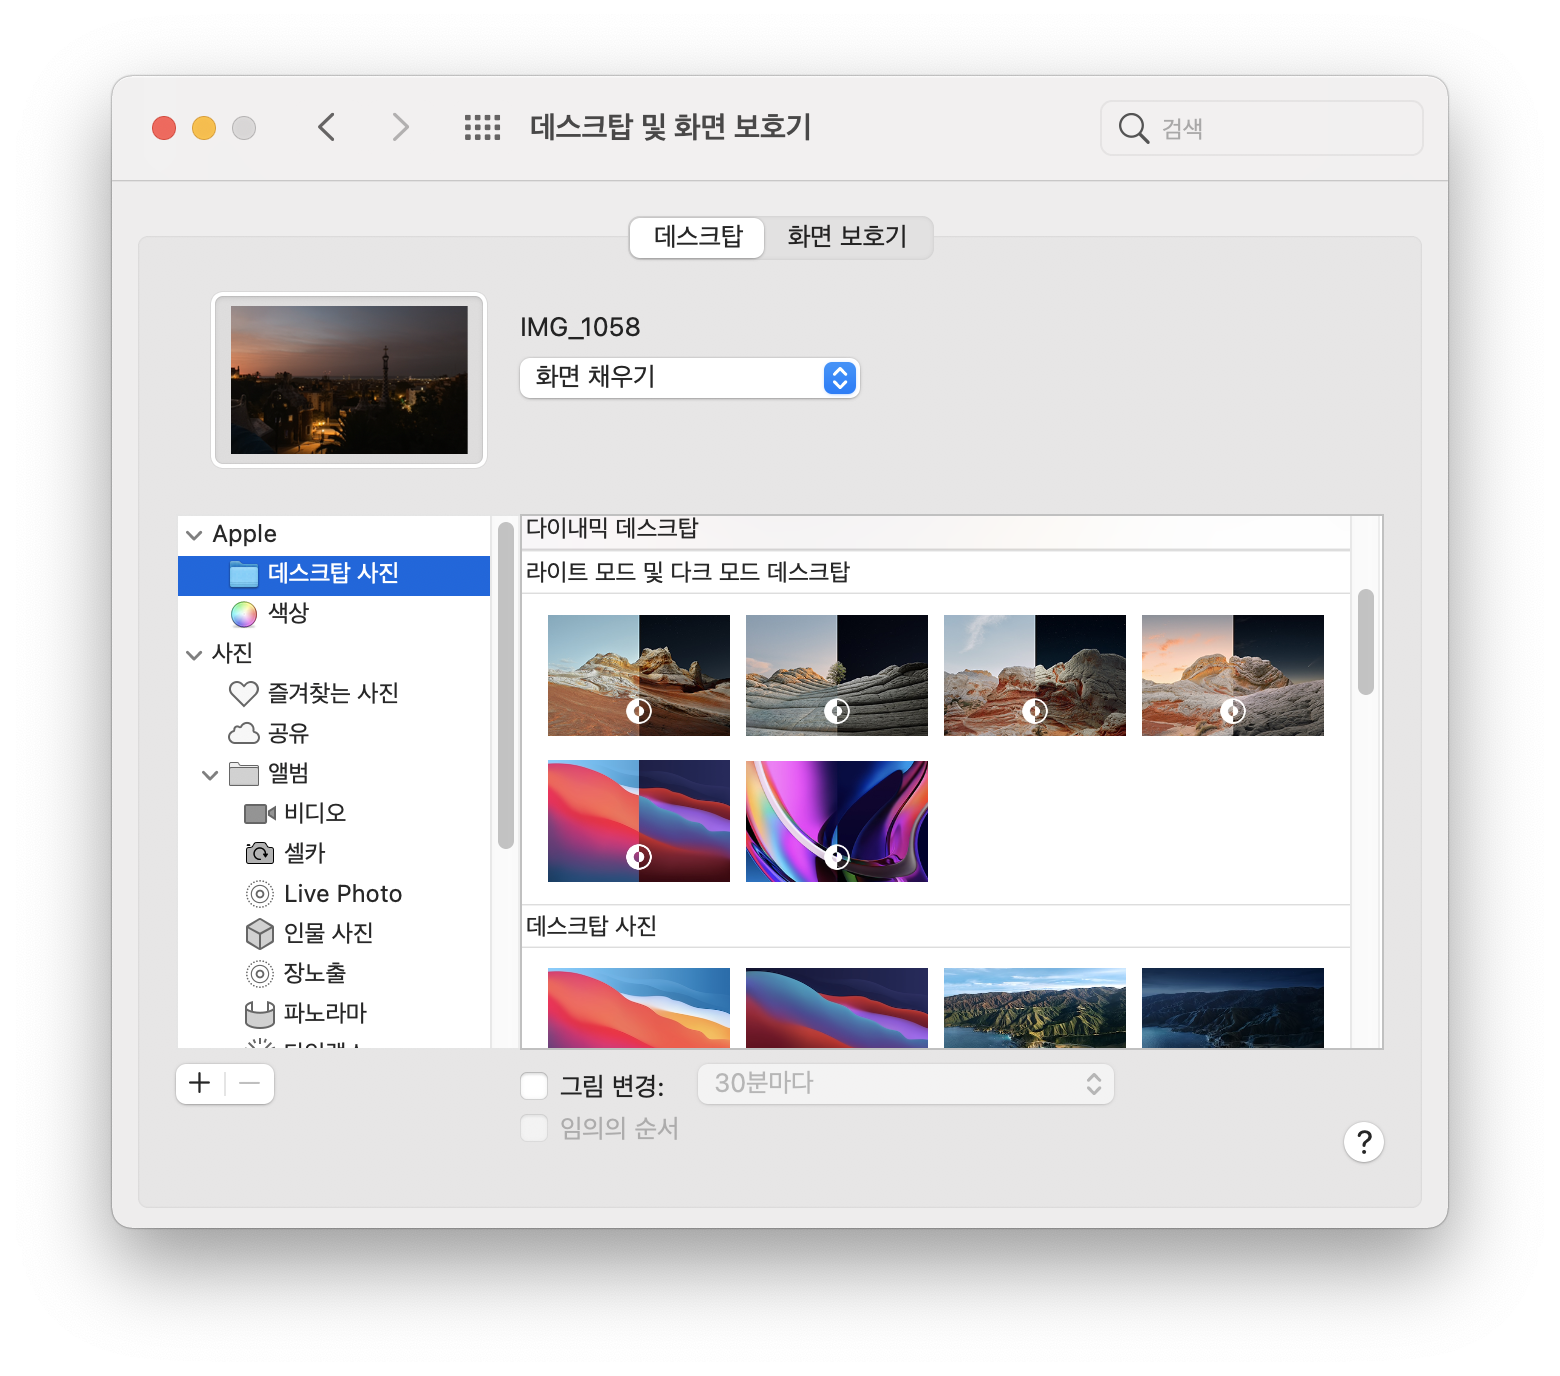 데스크탑 및 화면 보호기
검색
데스크탑
화면 보호기
IMG_1058
화면 채우기
Apple
데스크탑 사진
색상
사진
즐겨찾는 사진
공유
앨범
비디오
셀카
Live Photo
인물 사진
장노출
파노라마
다이내믹 데스크탑
라이트 모드 및 다크 모드 데스크탑
데스크탑 사진
그림 변경:
30분마다
임의의 순서
?